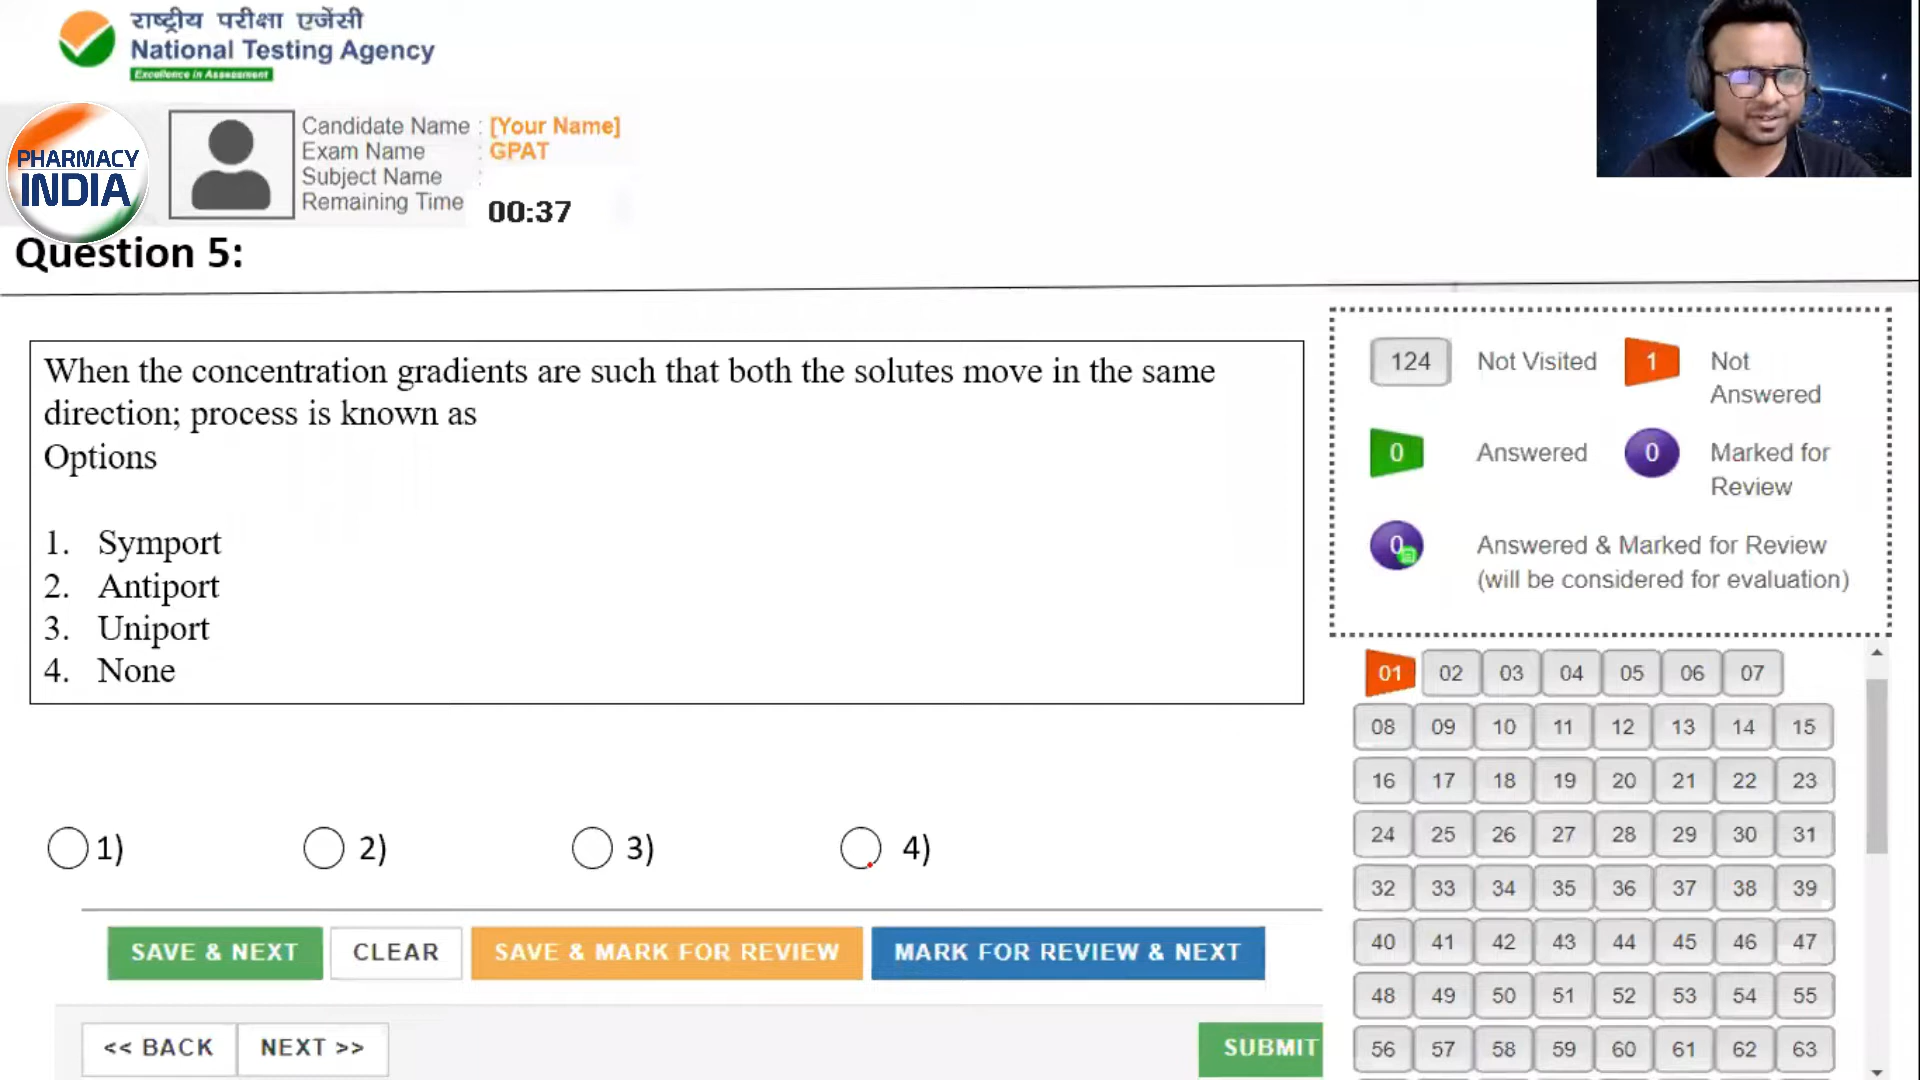 राष्ट्रीय परीक्षा एजेंसी
National Testing Agency
Excellence in Assessment
PHARMACY
INDIA
Candidate Name : [Your Name]
Exam Name : GPAT
Subject Name :
Remaining Time 00:37
Question 5:
When the concentration gradients are such that both the solutes move in the same
direction; process is known as
Options
1. Symport
2. Antiport
3. Uniport
4. None
1) 2) 3) 4)
SAVE & NEXT CLEAR SAVE & MARK FOR REVIEW MARK FOR REVIEW & NEXT
<< BACK NEXT >> SUBMIT
124 Not Visited 1 Not
Answered
0 Answered 0 Marked for
Review
0 Answered & Marked for Review
(will be considered for evaluation)
01 02 03 04 05 06 07
08 09 10 11 12 13 14 15
16 17 18 19 20 21 22 23
24 25 26 27 28 29 30 31
32 33 34 35 36 37 38 39
40 41 42 43 44 45 46 47
48 49 50 51 52 53 54 55
56 57 58 59 60 61 62 63